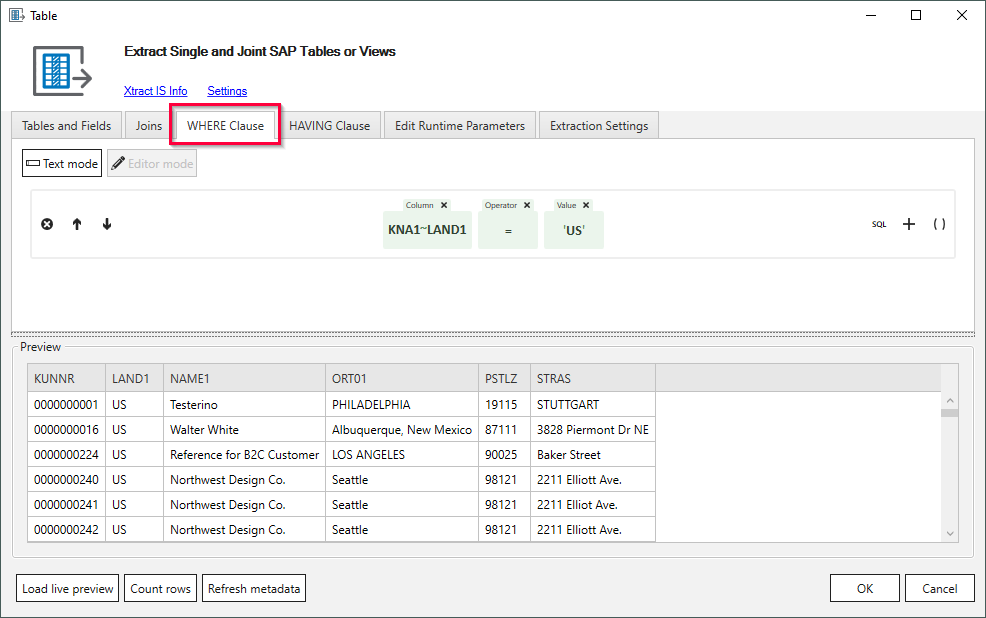 Table
Extract Single and Joint SAP Tables or Views
Xtract IS Info Settings
Tables and Fields Joins WHERE Clause HAVING Clause Edit Runtime Parameters Extraction Settings
Text mode Editor mode
Column Operator Value
KNA1~LAND1 = 'US' SQL + ( )
Preview
KUNNR LAND1 NAME1 ORT01 PSTLZ STRAS
0000000001 US Testerino PHILADELPHIA 19115 STUTTGART
0000000016 US Walter White Albuquerque, New Mexico 87111 3828 Piermont Dr NE
0000000224 US Reference for B2C Customer LOS ANGELES 90025 Baker Street
0000000240 US Northwest Design Co. Seattle 98121 2211 Elliott Ave.
0000000241 US Northwest Design Co. Seattle 98121 2211 Elliot Ave.
0000000242 US Northwest Design Co. Seattle 98121 2211 Elliott Ave.
Load live preview Count rows Refresh metadata OK Cancel